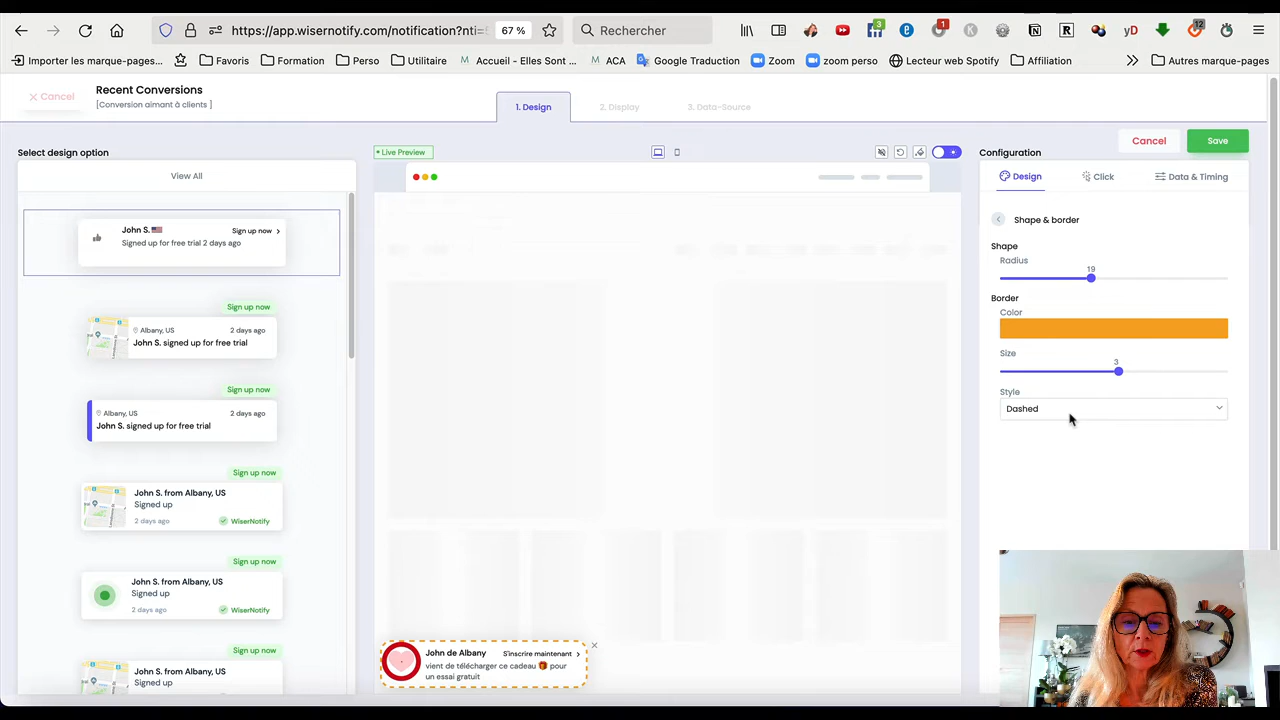 https://app.wisernotify.com/notification?nti=
67 %
Rechercher
3
1
yD
12
Importer les marque-pages...
Favoris
Formation
Perso
Utilitaire
Accueil - Elles Sont ...
ACA
Google Traduction
Zoom
zoom perso
Lecteur web Spotify
Affiliation
Autres marque-pages
Cancel
Recent Conversions
[Conversion aimant à clients ]
1. Design
2. Display
3. Data-Source
Cancel
Save
Select design option
View All
Live Preview
Configuration
Design
Click
Data & Timing
John S.
Sign up now
Signed up for free trial 2 days ago
Sign up now
Albany, US
2 days ago
John S. signed up for free trial
Sign up now
Albany, US
2 days ago
John S. signed up for free trial
Sign up now
John S. from Albany, US
Signed up
2 days ago
WiserNotify
Sign up now
John S. from Albany, US
Signed up
2 days ago
WiserNotify
Sign up now
John S. from Albany, US
Signed up
John de Albany
S'inscrire maintenant
vient de télécharger ce cadeau 🎁 pour
un essai gratuit
Shape & border
Shape
Radius
19
Border
Color
Size
3
Style
Dashed